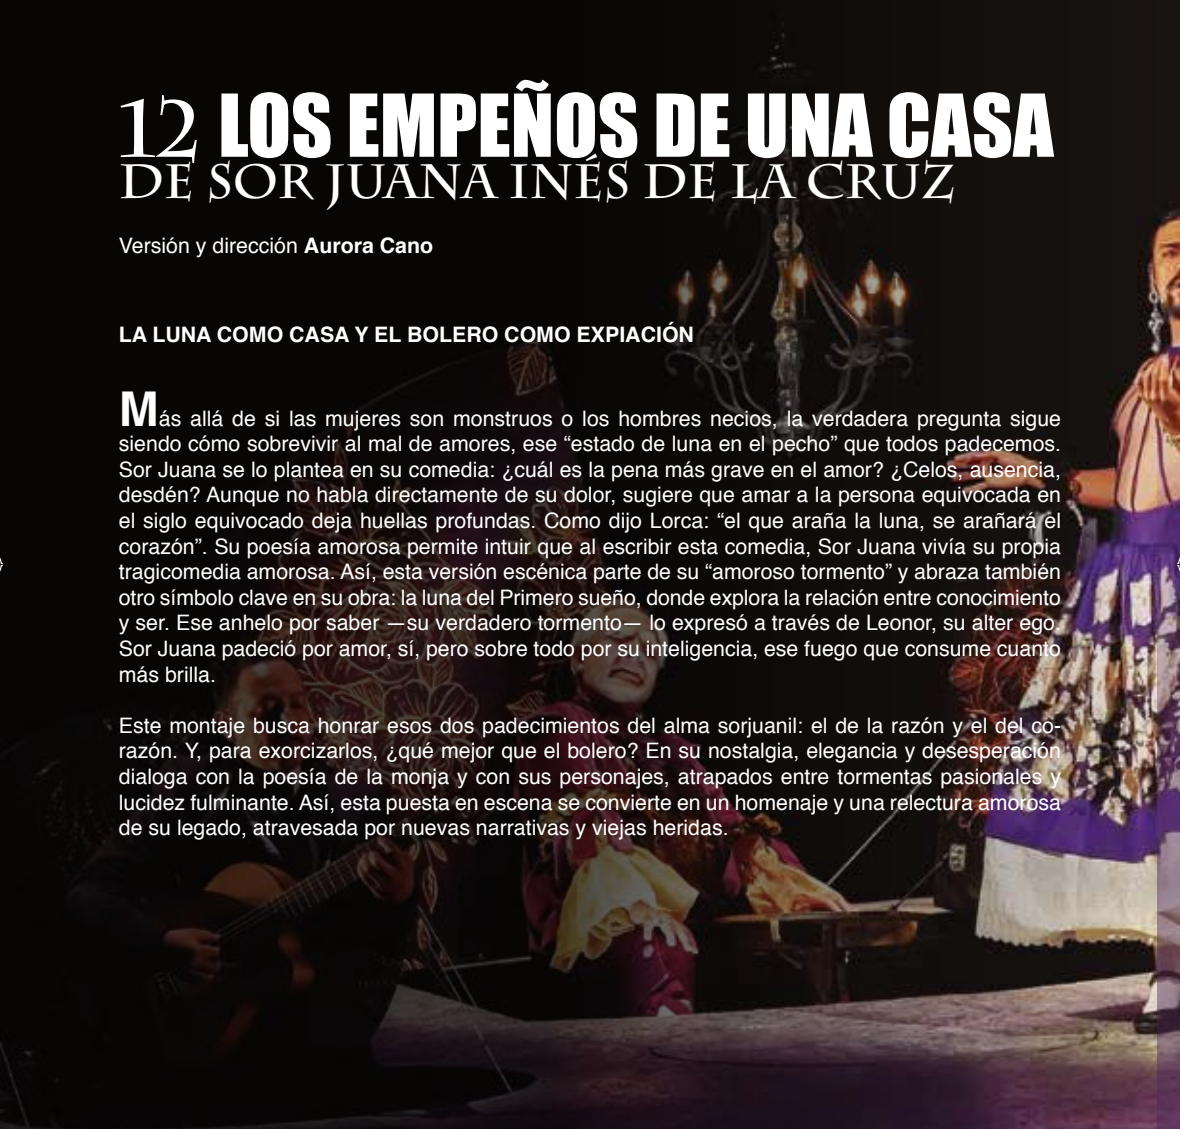 12 LOS EMPEÑOS DE UNA CASA
DE SOR JUANA INÉS DE LA CRUZ
Versión y dirección Aurora Cano
LA LUNA COMO CASA Y EL BOLERO COMO EXPIACIÓN
Más allá de si las mujeres son monstruos o los hombres necios, la verdadera pregunta sigue
siendo cómo sobrevivir al mal de amores, ese “estado de luna en el pecho” que todos padecemos.
Sor Juana se lo plantea en su comedia: ¿cuál es la pena más grave en el amor? ¿Celos, ausencia,
desdén? Aunque no habla directamente de su dolor, sugiere que amar a la persona equivocada en
el siglo equivocado deja huellas profundas. Como dijo Lorca: “el que araña la luna, se arañará el
corazón”. Su poesía amorosa permite intuir que al escribir esta comedia, Sor Juana vivía su propia
tragicomedia amorosa. Así, esta versión escénica parte de su “amoroso tormento” y abraza también
otro símbolo clave en su obra: la luna del Primero sueño, donde explora la relación entre conocimiento
y ser. Ese anhelo por saber —su verdadero tormento— lo expresó a través de Leonor, su alter ego.
Sor Juana padeció por amor, sí, pero sobre todo por su inteligencia, ese fuego que consume cuanto
más brilla.
Este montaje busca honrar esos dos padecimientos del alma sorjuanil: el de la razón y el del co-
razón. Y, para exorcizarlos, ¿qué mejor que el bolero? En su nostalgia, elegancia y desesperación
dialoga con la poesía de la monja y con sus personajes, atrapados entre tormentas pasionales y
lucidez fulminante. Así, esta puesta en escena se convierte en un homenaje y una relectura amorosa
de su legado, atravesada por nuevas narrativas y viejas heridas.